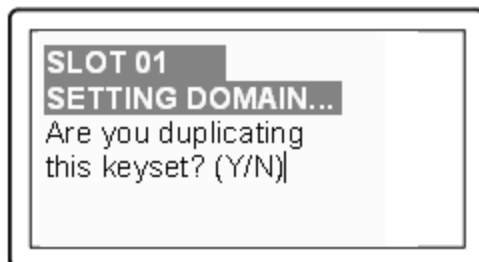 SLOT 01
SETTING DOMAIN...
Are you duplicating
this keyset? (Y/N)